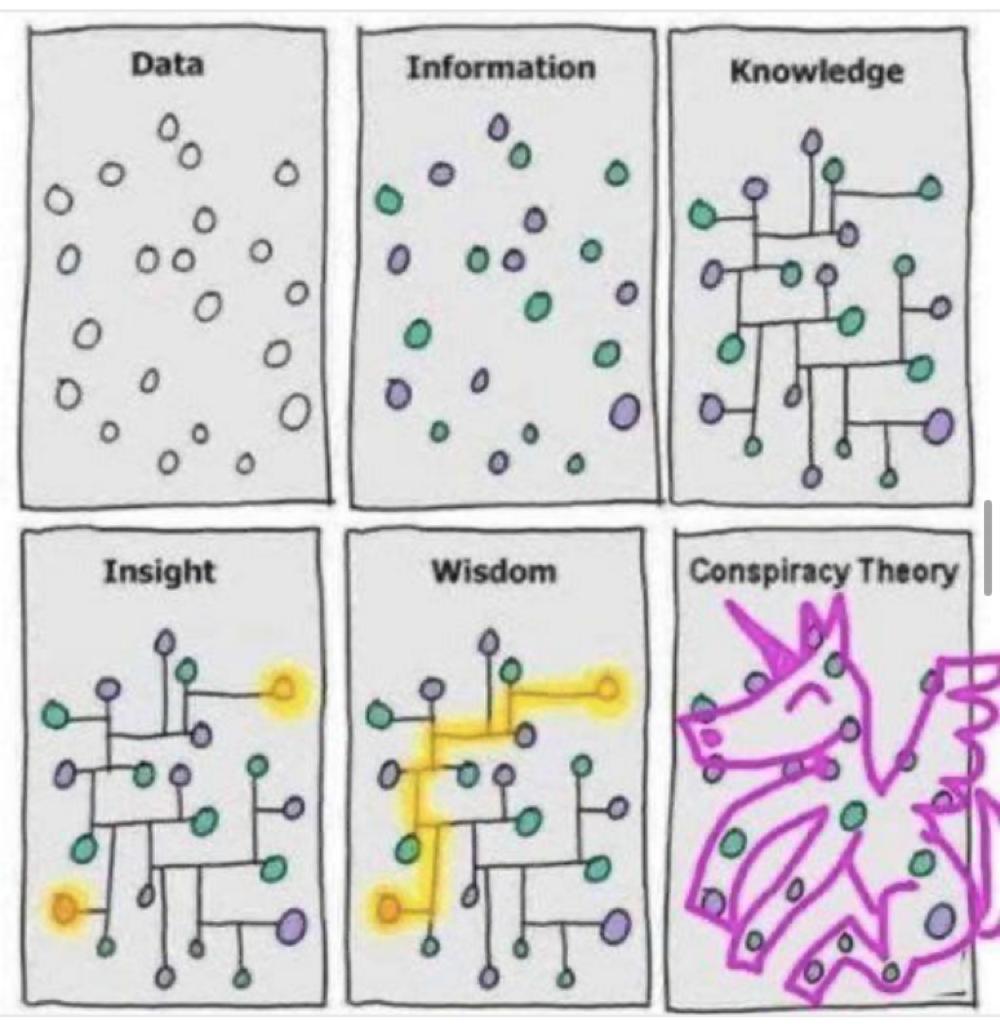 Data
Information
Knowledge
Insight
Wisdom
Conspiracy Theory